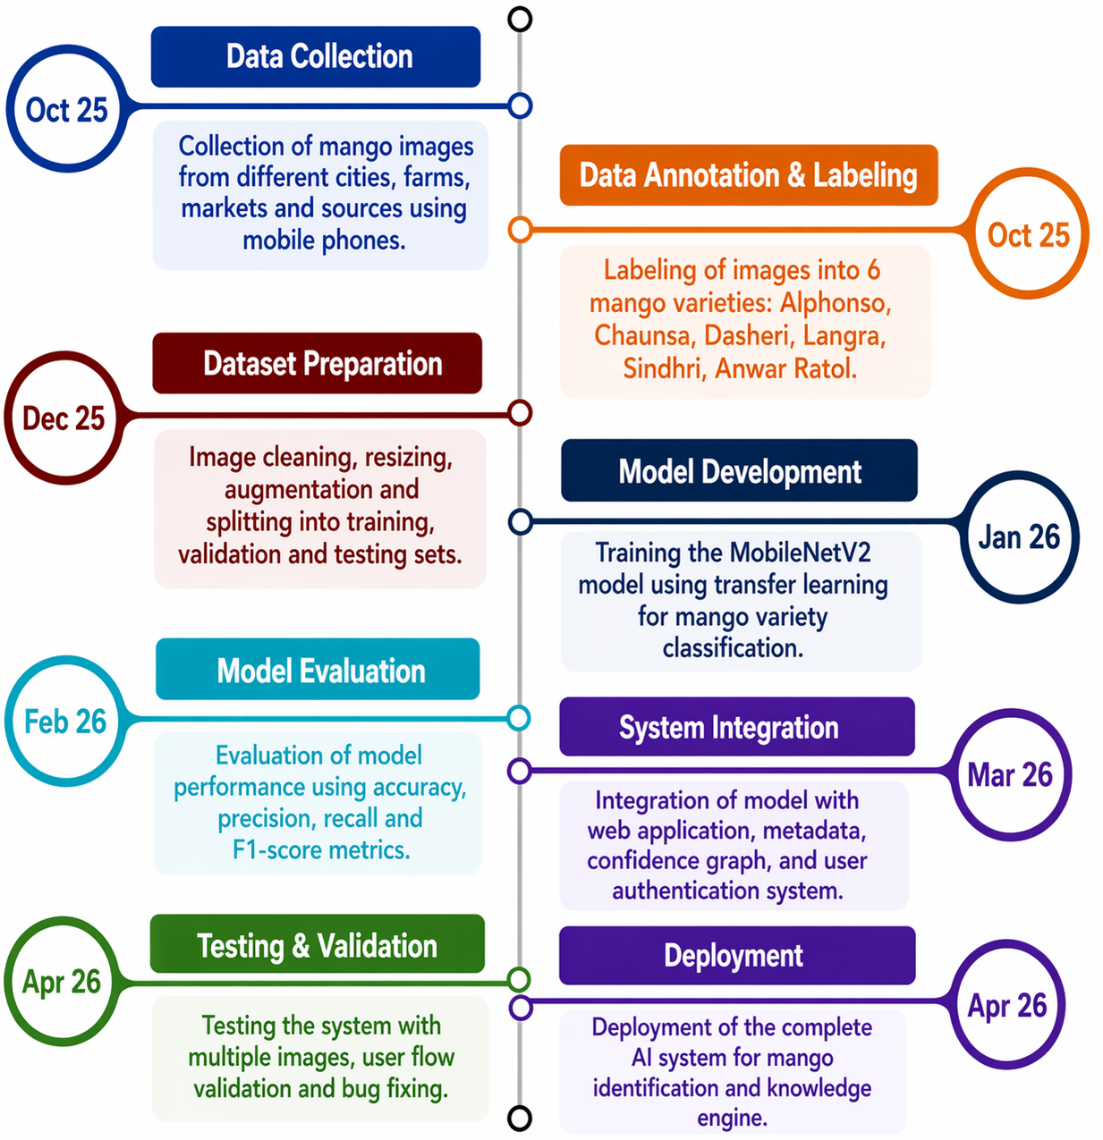 Data Collection
Oct 25
Collection of mango images
from different cities, farms,
markets and sources using
mobile phones.
Data Annotation & Labeling
Oct 25
Labeling of images into 6
mango varieties: Alphonso,
Chaunsa, Dasheri, Langra,
Sindhri, Anwar Ratol.
Dataset Preparation
Dec 25
Image cleaning, resizing,
augmentation and
splitting into training,
validation and testing sets.
Model Development
Jan 26
Training the MobileNetV2
model using transfer learning
for mango variety
classification.
Model Evaluation
Feb 26
Evaluation of model
performance using accuracy,
precision, recall and
F1-score metrics.
System Integration
Mar 26
Integration of model with
web application, metadada,
confidence graph, and user
authentication system.
Testing & Validation
Apr 26
Testing the system with
multiple images, user flow
validation and bug fixing.
Deployment
Apr 26
Deployment of the complete
AI system for mango
identification and knowledge
engine.